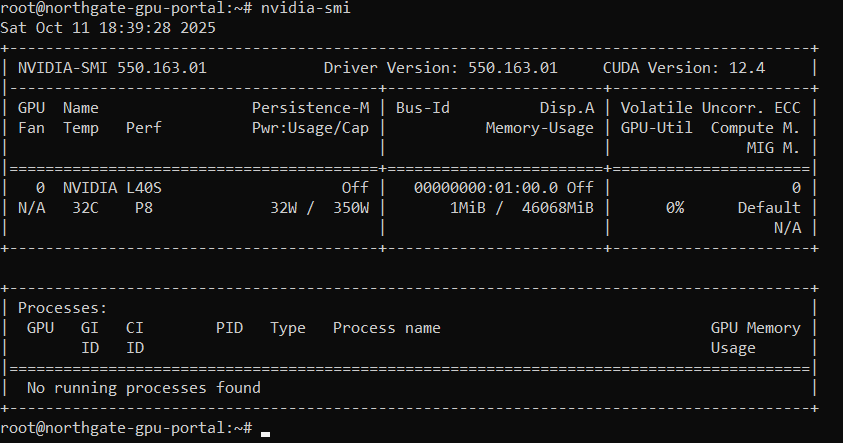 root@northgate-gpu-portal:~# nvidia-smi
Sat Oct 11 18:39:28 2025
+-----------------------------------------------------------------------------------------+
| NVIDIA-SMI 550.163.01             Driver Version: 550.163.01     CUDA Version: 12.4     |
|-----------------------------------------+------------------------+----------------------+
| GPU  Name                 Persistence-M | Bus-Id          Disp.A | Volatile Uncorr. ECC |
| Fan  Temp   Perf          Pwr:Usage/Cap |           Memory-Usage | GPU-Util  Compute M. |
|                                         |                        |               MIG M. |
|=========================================+========================+======================|
|   0  NVIDIA L40S                    Off |   00000000:01:00.0 Off |                    0 |
| N/A   32C    P8             32W /  350W |       1MiB /  46068MiB |      0%      Default |
|                                         |                        |                  N/A |
+-----------------------------------------+------------------------+----------------------+

+-----------------------------------------------------------------------------------------+
| Processes:                                                                              |
|  GPU   GI   CI        PID   Type   Process name                              GPU Memory |
|        ID   ID                                                               Usage      |
|=========================================================================================|
|  No running processes found                                                             |
+-----------------------------------------------------------------------------------------+
root@northgate-gpu-portal:~#